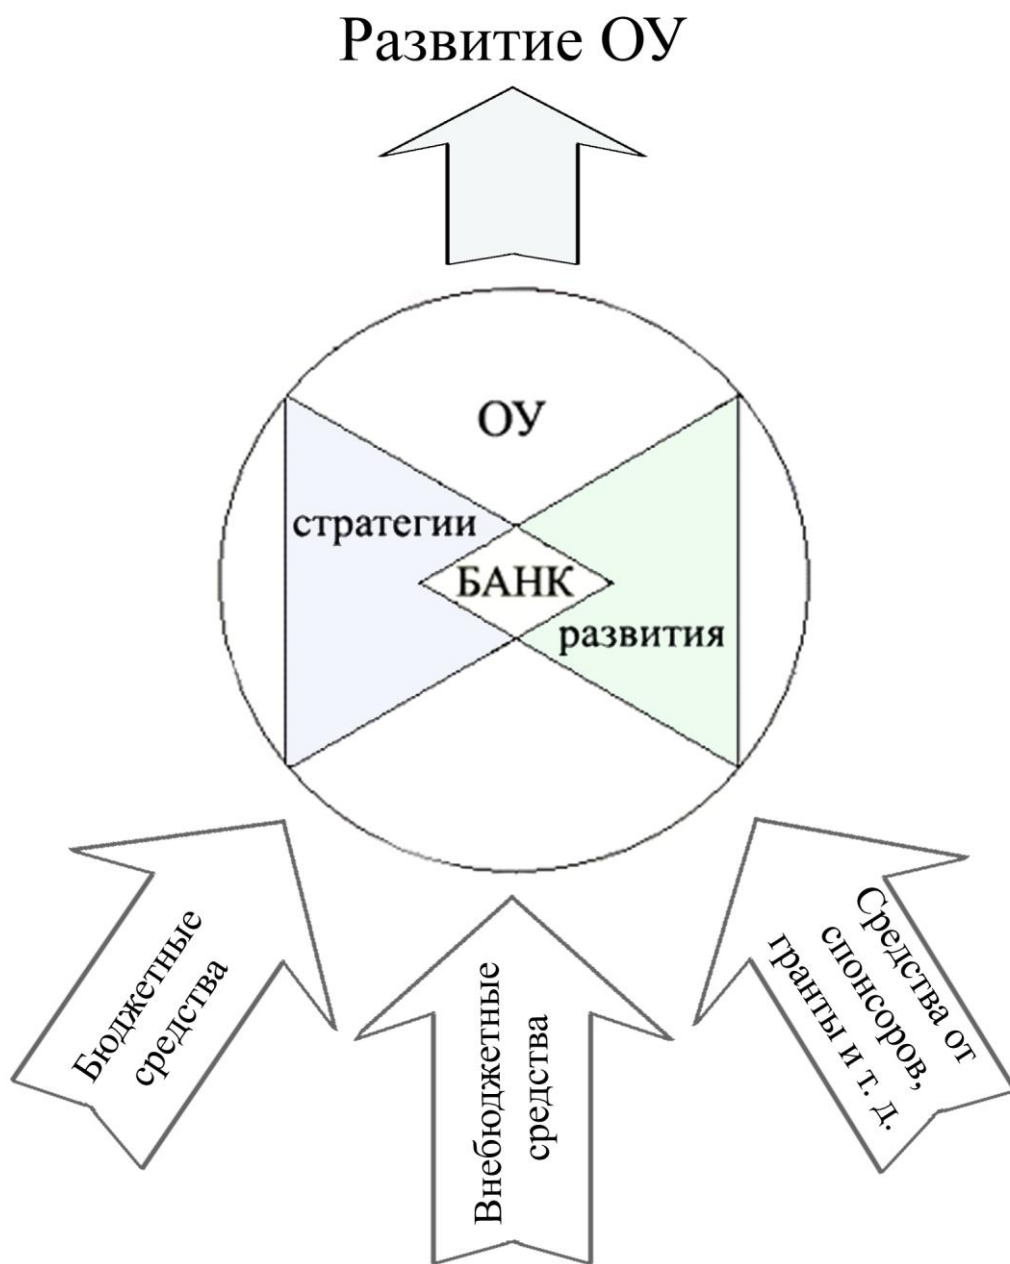 Развитие ОУ
ОУ
стратегии
БАНК
развития
Бюджетные
средства
Внебюджетные
средства
Средства от
спонсоров,
гранты и т. д.